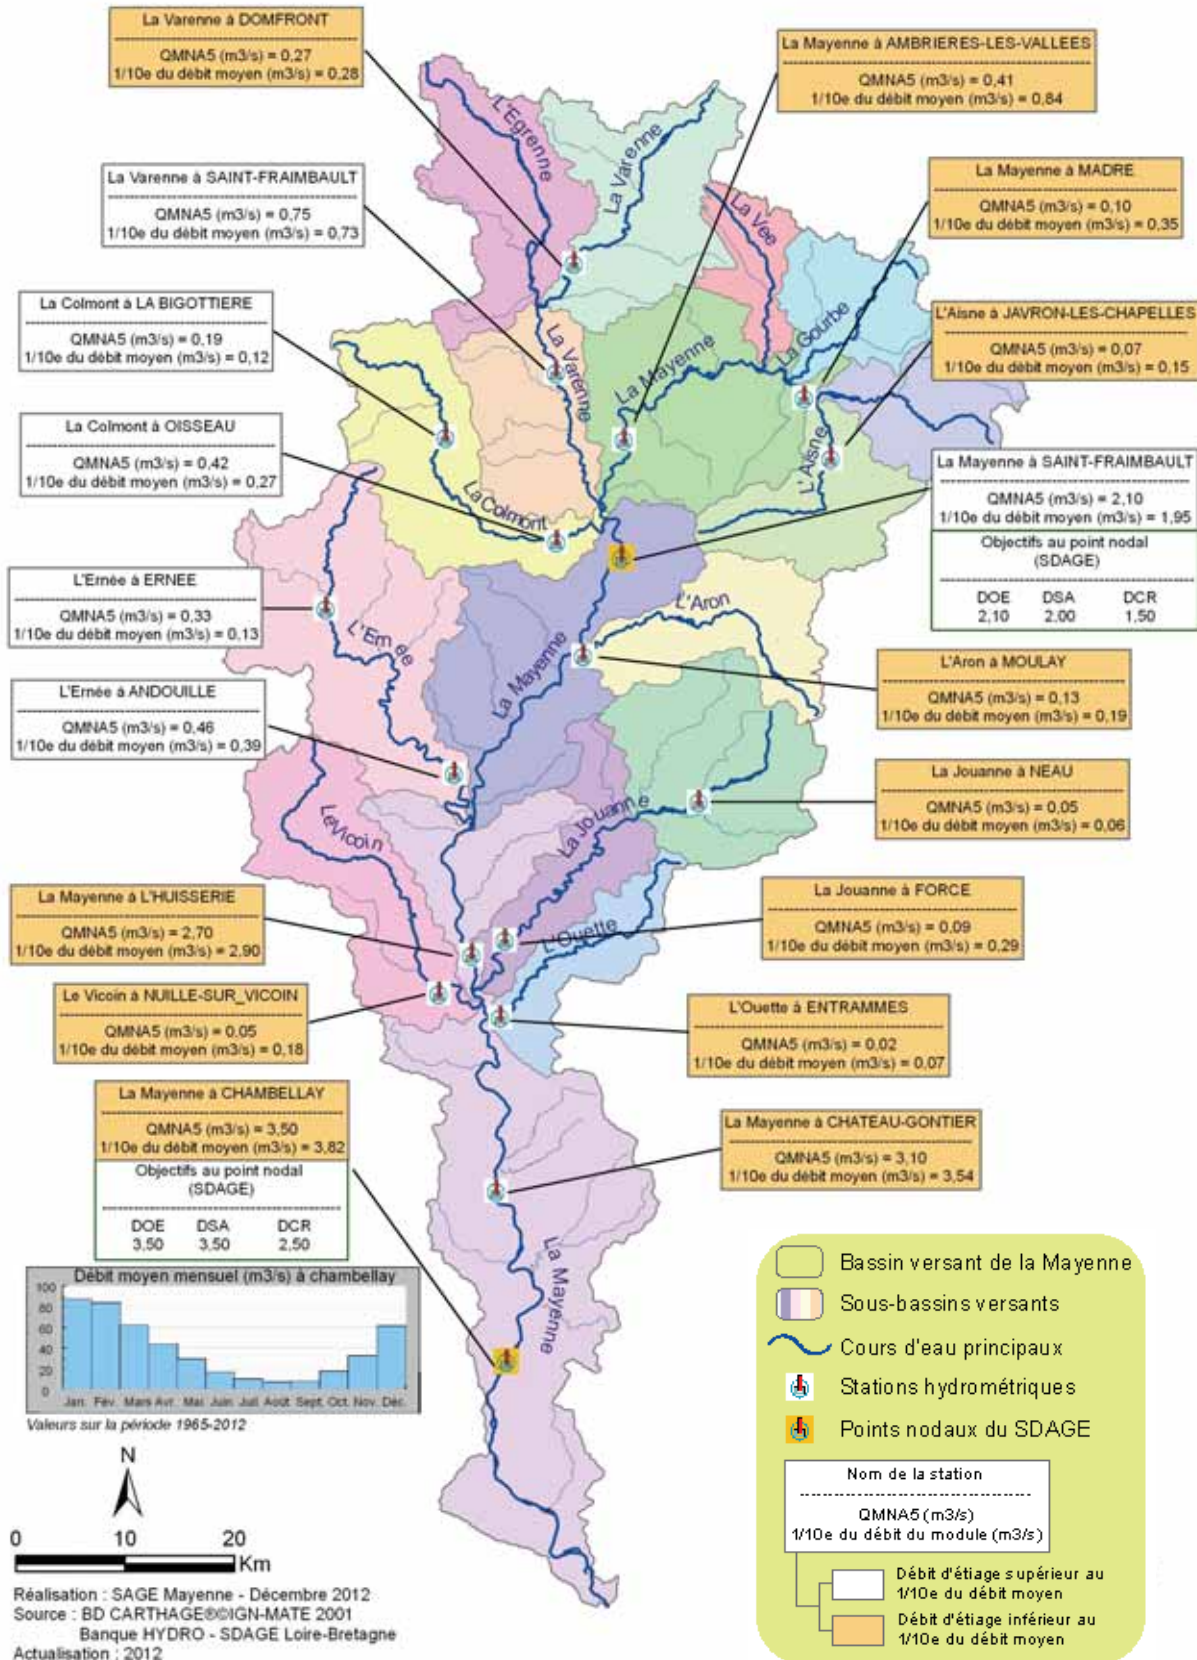 La Varenne à DOMFRONT
QMNA5 (m3/s) = 0,27
1/10e du débit moyen (m3/s) = 0,28
La Mayenne à AMBRIERES-LES-VALLEES
QMNA5 (m3/s) = 0,41
1/10e du débit moyen (m3/s) = 0,84
La Varenne à SAINT-FRAIMBAULT
QMNA5 (m3/s) = 0,75
1/10e du débit moyen (m3/s) = 0,73
La Mayenne à MADRE
QMNA5 (m3/s) = 0,10
1/10e du débit moyen (m3/s) = 0,35
La Colmont à LA BIGOTTIERE
QMNA5 (m3/s) = 0,19
1/10e du débit moyen (m3/s) = 0,12
L'Aisne à JAVRON-LES-CHAPELLES
QMNA5 (m3/s) = 0,07
1/10e du débit moyen (m3/s) = 0,15
La Colmont à OISSEAU
QMNA5 (m3/s) = 0,42
1/10e du débit moyen (m3/s) = 0,27
La Mayenne à SAINT-FRAIMBAULT
QMNA5 (m3/s) = 2,10
1/10e du débit moyen (m3/s) = 1,95
Objectifs au point nodal
(SDAGE)
DOE DSA DCR
2,10 2.00 1.50
L'Ernée à ERNEE
QMNA5 (m3/s) = 0,33
1/10e du débit moyen (m3/s) = 0,13
L'Ernée à ANDOUILLE
QMNA5 (m3/s) = 0,46
1/10e du débit moyen (m3/s) = 0,39
L'Aron à MOULAY
QMNA5 (m3/s) = 0,13
1/10e du débit moyen (m3/s) = 0,19
La Jouanne à NEAU
QMNA5 (m3/s) = 0,05
1/10e du débit moyen (m3/s) = 0,06
La Mayenne à L'HUISSERIE
QMNA5 (m3/s) = 2,70
1/10e du débit moyen (m3/s) = 2,90
La Jouanne à FORCE
QMNA5 (m3/s) = 0,09
1/10e du débit moyen (m3/s) = 0,29
Le Vicoin à NUILLE-SUR_VICOIN
QMNA5 (m3/s) = 0,05
1/10e du débit moyen (m3/s) = 0,18
L'Ouette à ENTRAMMES
QMNA5 (m3/s) = 0,02
1/10e du débit moyen (m3/s) = 0,07
La Mayenne à CHAMBELLAY
QMNA5 (m3/s) = 3,50
1/10e du débit moyen (m3/s) = 3,82
Objectifs au point nodal
(SDAGE)
DOE DSA DCR
3,50 3,50 2,50
La Mayenne à CHATEAU-GONTIER
QMNA5 (m3/s) = 3,10
1/10e du débit moyen (m3/s) = 3,54
L'Egrenne
La Varenne
La Vee
La Gourbe
La Mayenne
La Varenne
L'Aisne
La Colmont
L'Aron
L'Ernée
La Mayenne
La Jouanne
Le Vicoin
L'Ouette
La Mayenne
Débit moyen mensuel (m3/s) à chambellay
100
80
60
40
20
0
Jan. Fév. Mars Avr. Mai. Juin. Juil. Août. Sept. Oct. Nov. Déc.
Valeurs sur la période 1965-2012
N
0 10 20
Km
Réalisation : SAGE Mayenne - Décembre 2012
Source : BD CARTHAGE®©IGN-MATE 2001
Banque HYDRO - SDAGE Loire-Bretagne
Actualisation : 2012
Bassin versant de la Mayenne
Sous-bassins versants
Cours d'eau principaux
Stations hydrométriques
Points nodaux du SDAGE
Nom de la station
QMNA5 (m3/s)
1/10e du débit du module (m3/s)
Débit d'étiage supérieur au
1/10e du débit moyen
Débit d'étiage inférieur au
1/10e du débit moyen